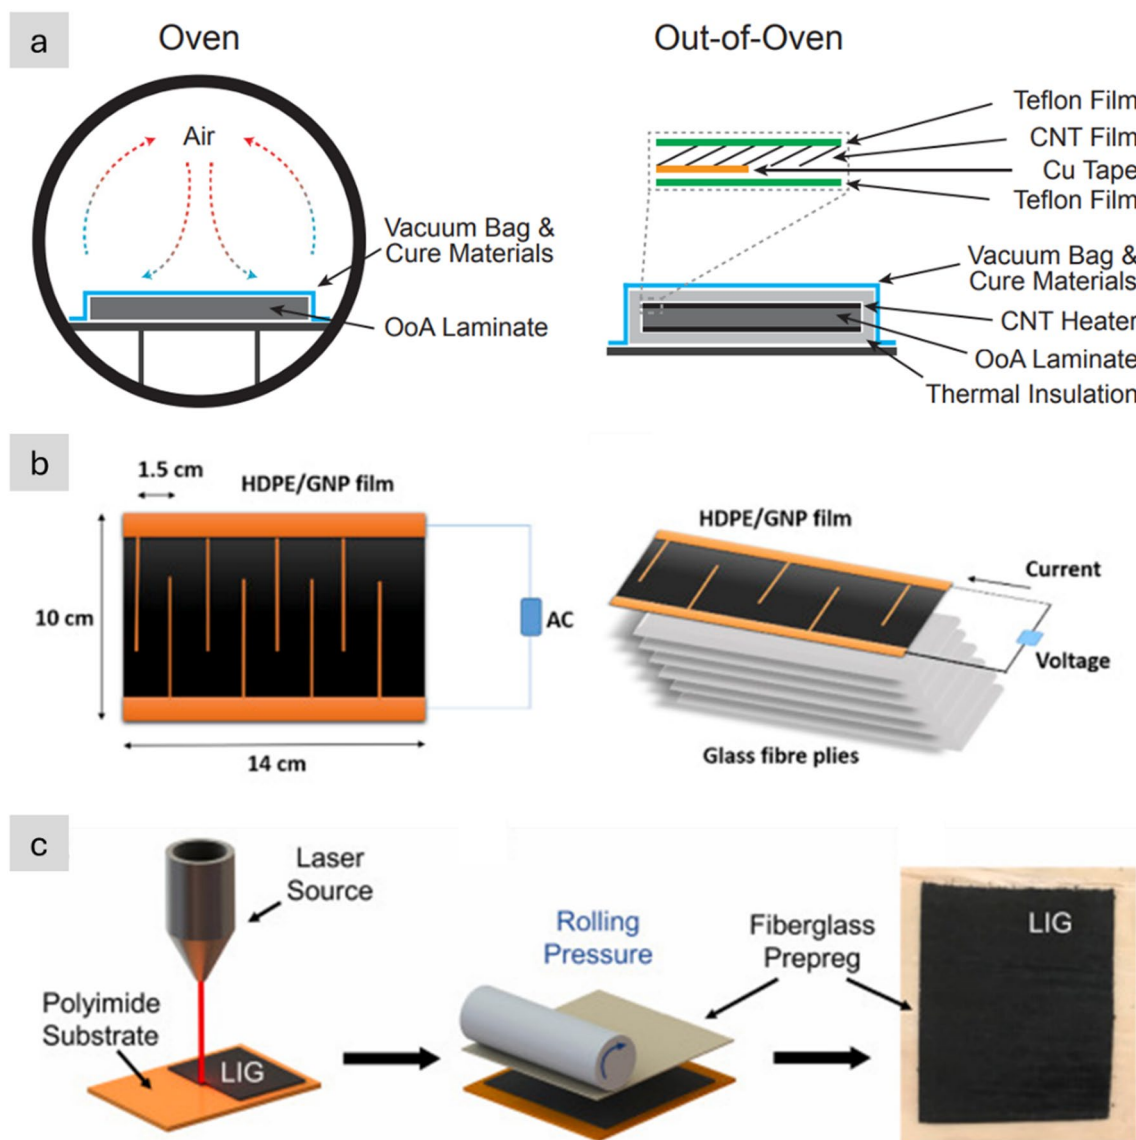 a
Oven
Out-of-Oven
Air
Vacuum Bag &
Cure Materials
OoA Laminate
Teflon Film
CNT Film
Cu Tape
Teflon Film
Vacuum Bag &
Cure Materials
CNT Heater
OoA Laminate
Thermal Insulation
b
1.5 cm
HDPE/GNP film
10 cm
AC
14 cm
HDPE/GNP film
Current
Voltage
Glass fibre plies
c
Laser
Source
Polyimide
Substrate
LIG
Rolling
Pressure
Fiberglass
Prepreg
LIG